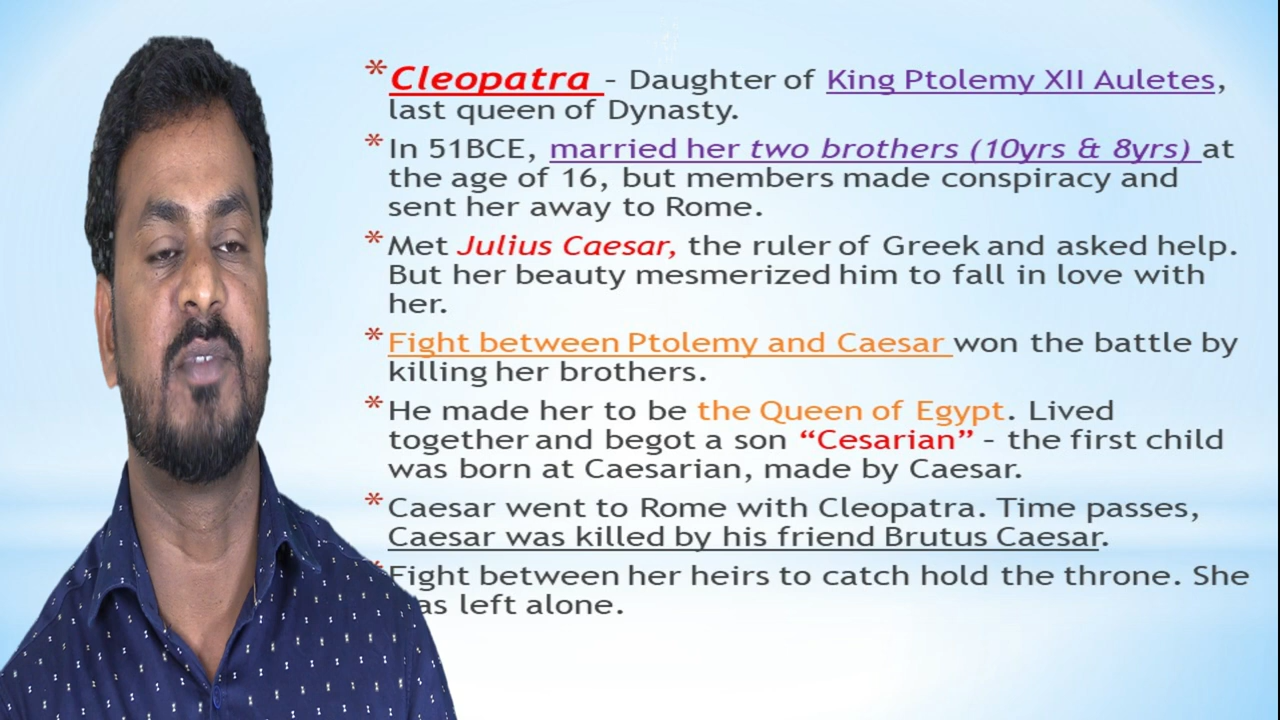 * Cleopatra – Daughter of King Ptolemy XII Auletes,
last queen of Dynasty.
* In 51BCE, married her two brothers (10yrs & 8yrs) at
the age of 16, but members made conspiracy and
sent her away to Rome.
* Met Julius Caesar, the ruler of Greek and asked help.
But her beauty mesmerized him to fall in love with
her.
* Fight between Ptolemy and Caesar won the battle by
killing her brothers.
* He made her to be the Queen of Egypt. Lived
together and begot a son “Cesarian” – the first child
was born at Caesarian, made by Caesar.
* Caesar went to Rome with Cleopatra. Time passes,
Caesar was killed by his friend Brutus Caesar.
* Fight between her heirs to catch hold the throne. She
as left alone.